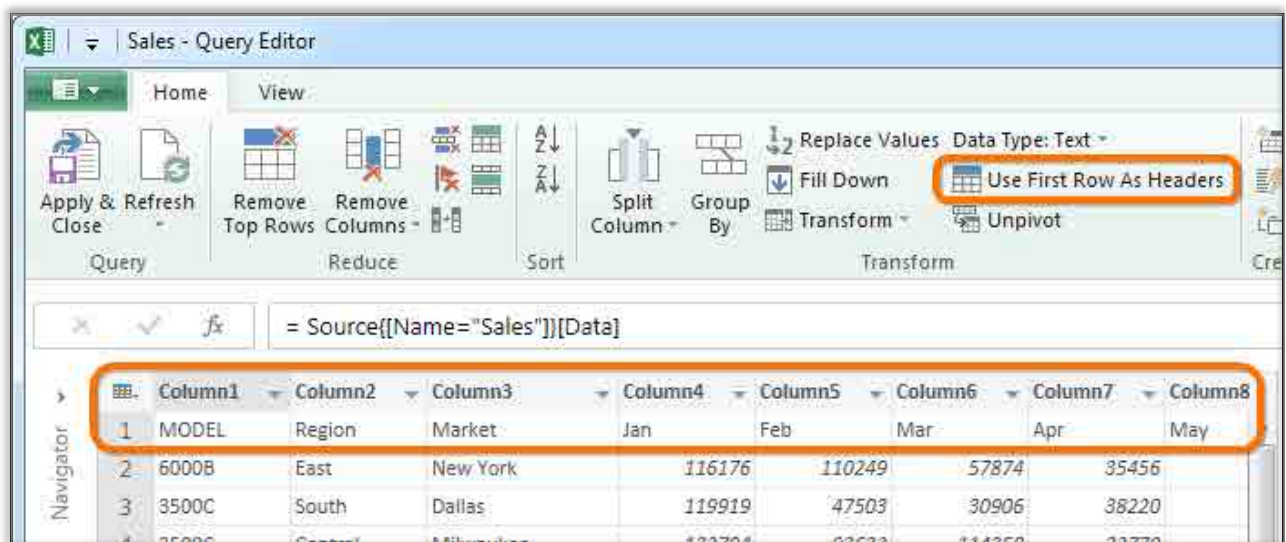 Sales - Query Editor
Home View
Replace Values Data Type: Text
Fill Down Use First Row As Headers
Transform Unpivot
Apply & Close Refresh Remove Top Rows Remove Columns Split Column Group By
Query Reduce Sort Transform Cre
fx = Source{[Name="Sales"]}[Data]
Column1 Column2 Column3 Column4 Column5 Column6 Column7 Column8
1 MODEL Region Market Jan Feb Mar Apr May
2 6000B East New York 116176 110249 57874 35456
3 3500C South Dallas 119919 47503 30906 38220
Navigator